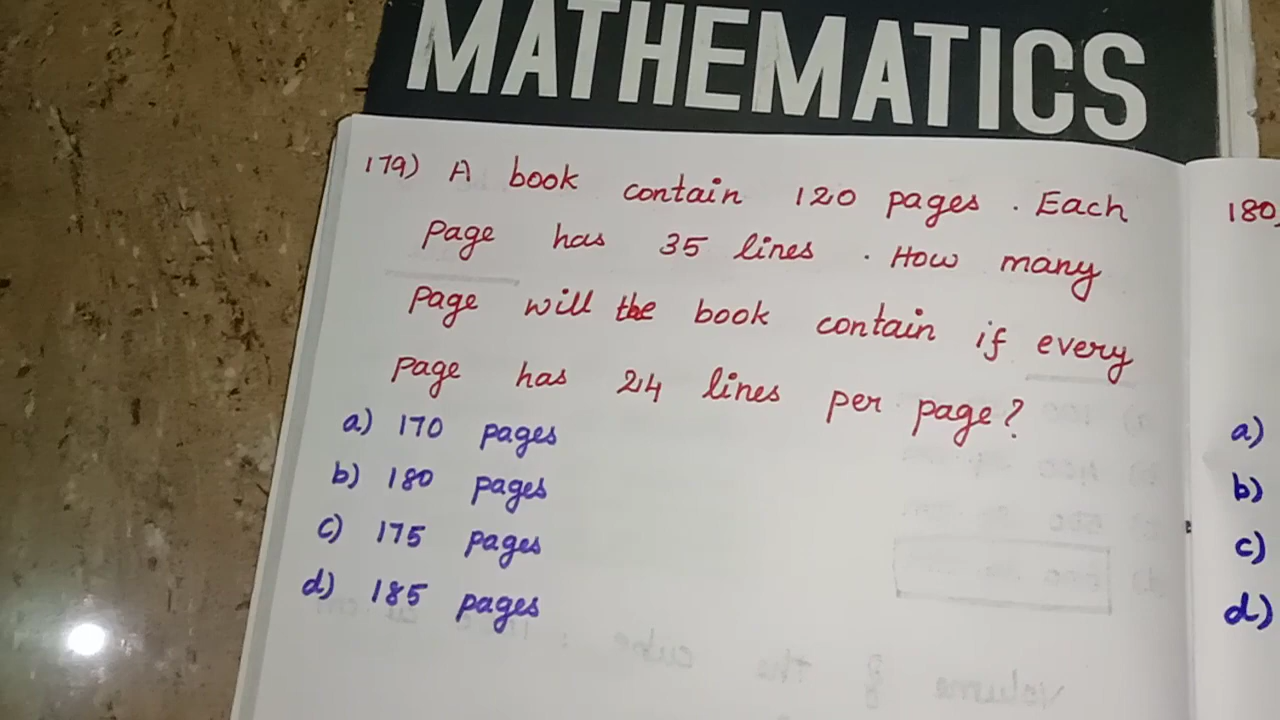 MATHEMATICS
179) A book contain 120 pages . Each
page has 35 lines . How many
page will the book contain if every
page has 24 lines per page?
a) 170 pages
b) 180 pages
c) 175 pages
d) 185 pages
180)
a)
b)
c)
d)